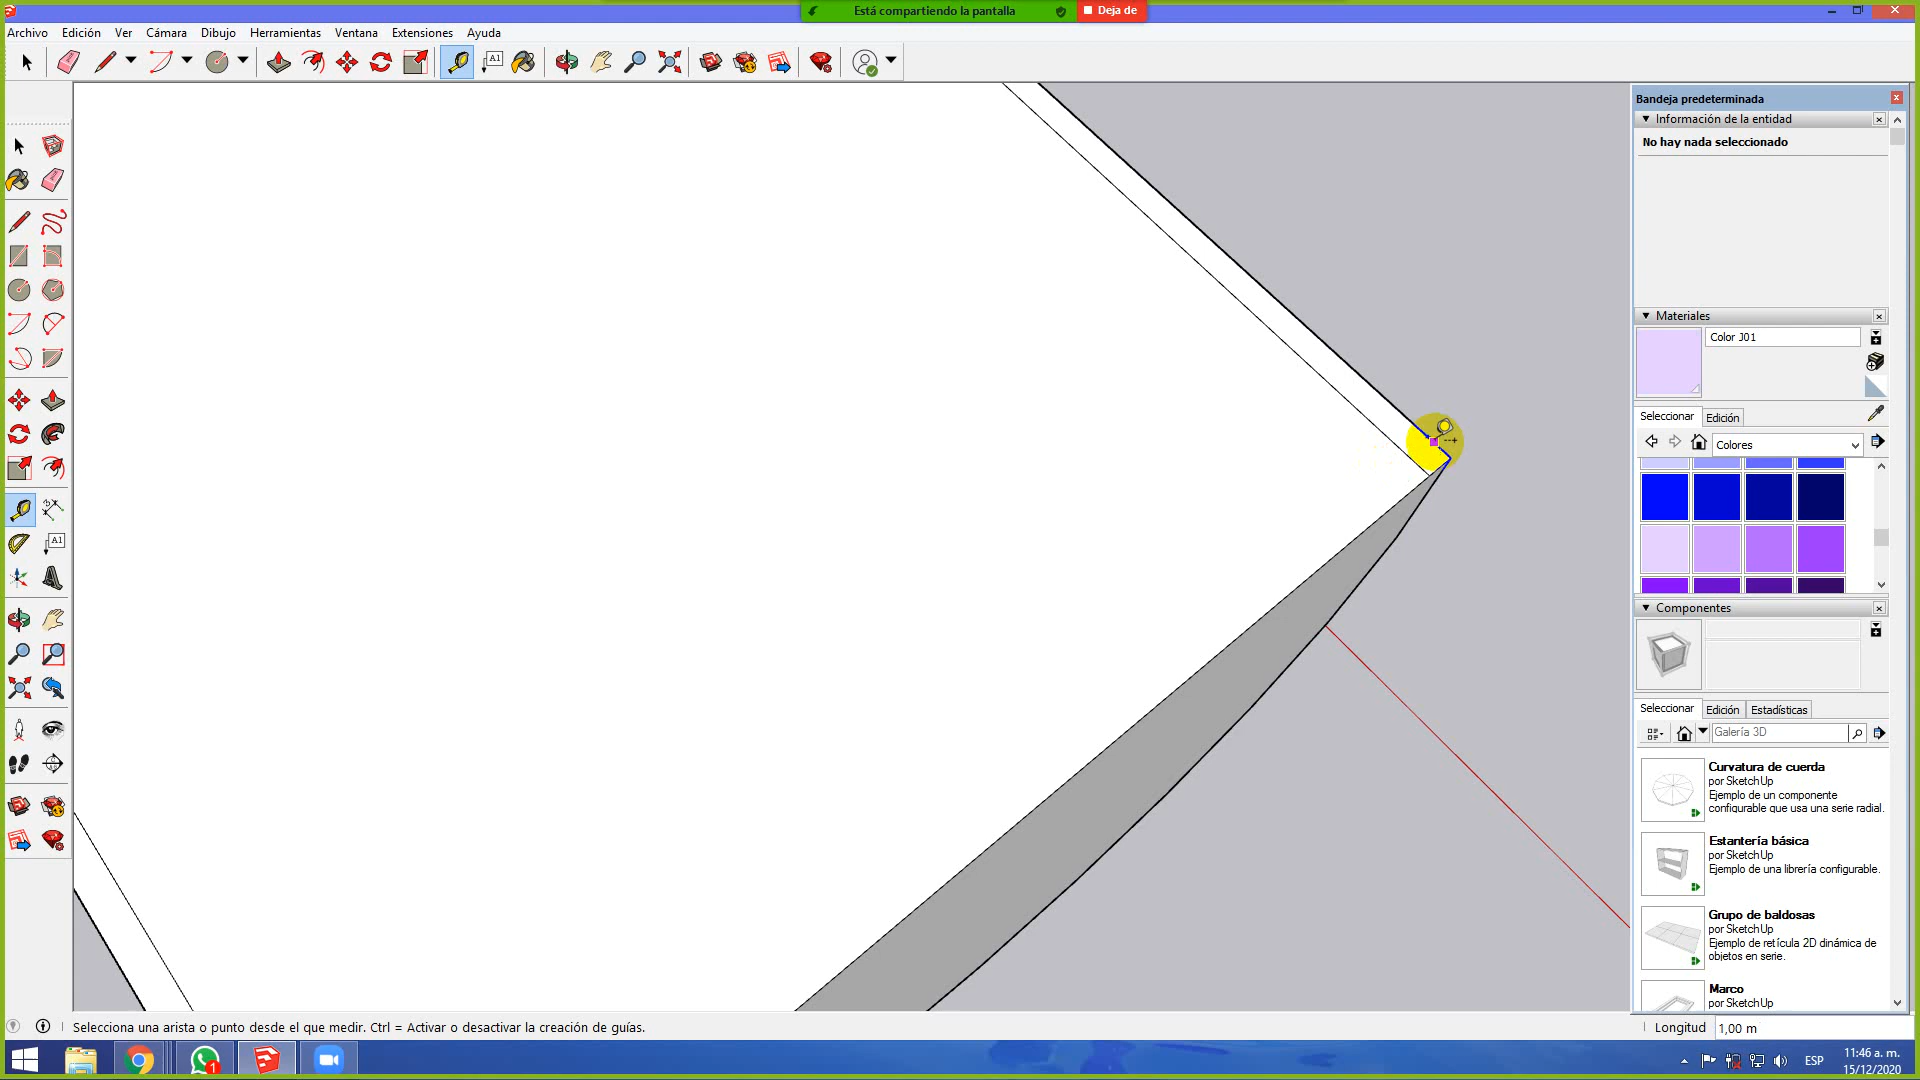 Está compartiendo la pantalla
Deja de
Archivo Edición Ver Cámara Dibujo Herramientas Ventana Extensiones Ayuda
A1
Bandeja predeterminada
Información de la entidad
No hay nada seleccionado
Materiales
Color J01
Seleccionar Edición
Colores
A1
Componentes
Seleccionar Edición Estadísticas
Galería 3D
Curvatura de cuerda
por SketchUp
Ejemplo de un componente
configurable que usa una serie radial.
Estantería básica
por SketchUp
Ejemplo de una librería configurable.
Grupo de baldosas
por SketchUp
Ejemplo de retícula 2D dinámica de
objetos en serie.
Marco
por SketchUp
Selecciona una arista o punto desde el que medir. Ctrl = Activar o desactivar la creación de guías.
Longitud 1,00 m
1
ESP
11:46 a. m.
15/12/2020